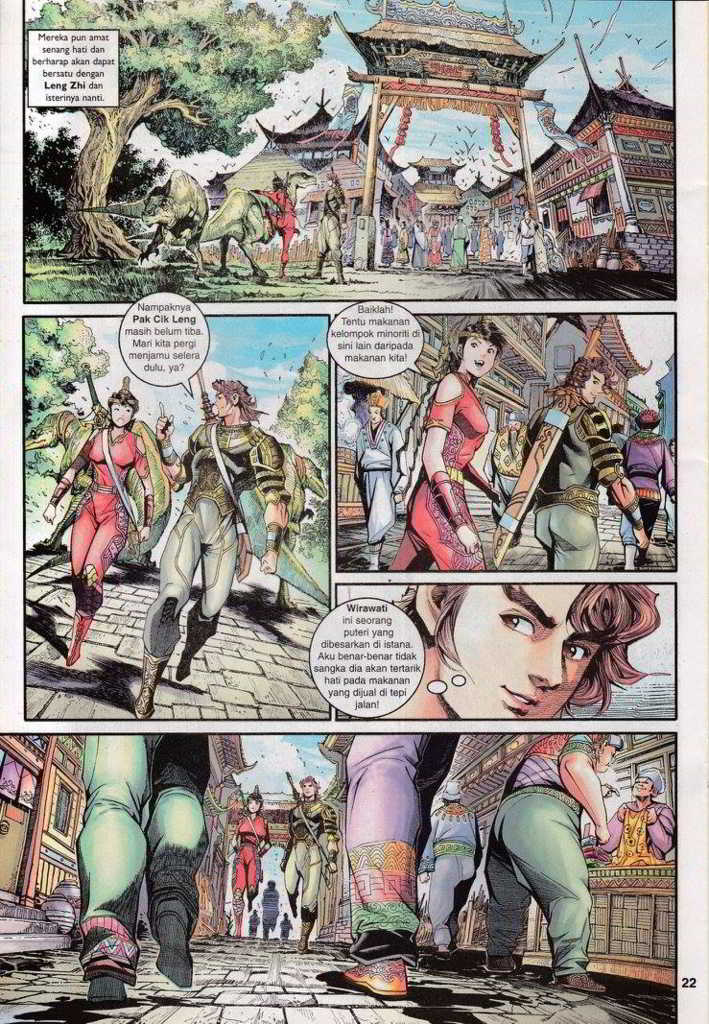 Mereka pun amat
senang hati dan
berharap akan dapat
bersatu dengan
Leng Zhi dan
isterinya nanti.
Nampaknya
Pak Cik Leng
masih belum tiba.
Mari kita pergi
menjamu selera
dulu, ya?
Baiklah!
Tentu makanan
kelompok minoriti di
sini lain daripada
makanan kita!
Wirawati
ini seorang
puteri yang
dibesarkan di istana.
Aku benar-benar tidak
sangka dia akan tertarik
hati pada makanan
yang dijual di tepi
jalan!
22